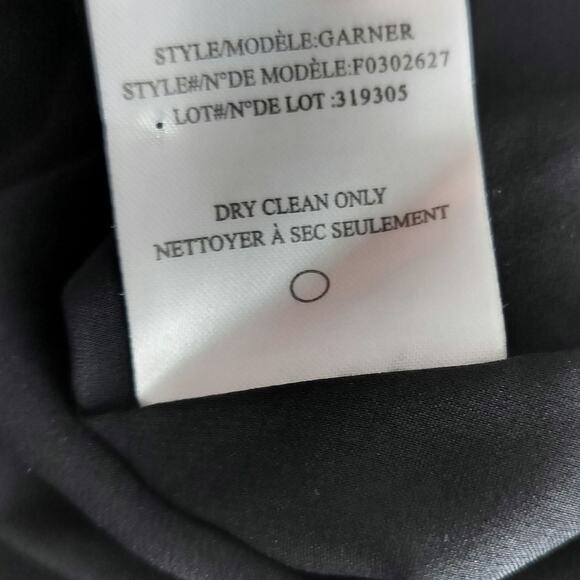 STYLE/MODÈLE:GARNER
STYLE#/N°DE MODÈLE:F0302627
LOT#/N°DE LOT :319305
DRY CLEAN ONLY
NETTOYER À SEC SEULEMENT